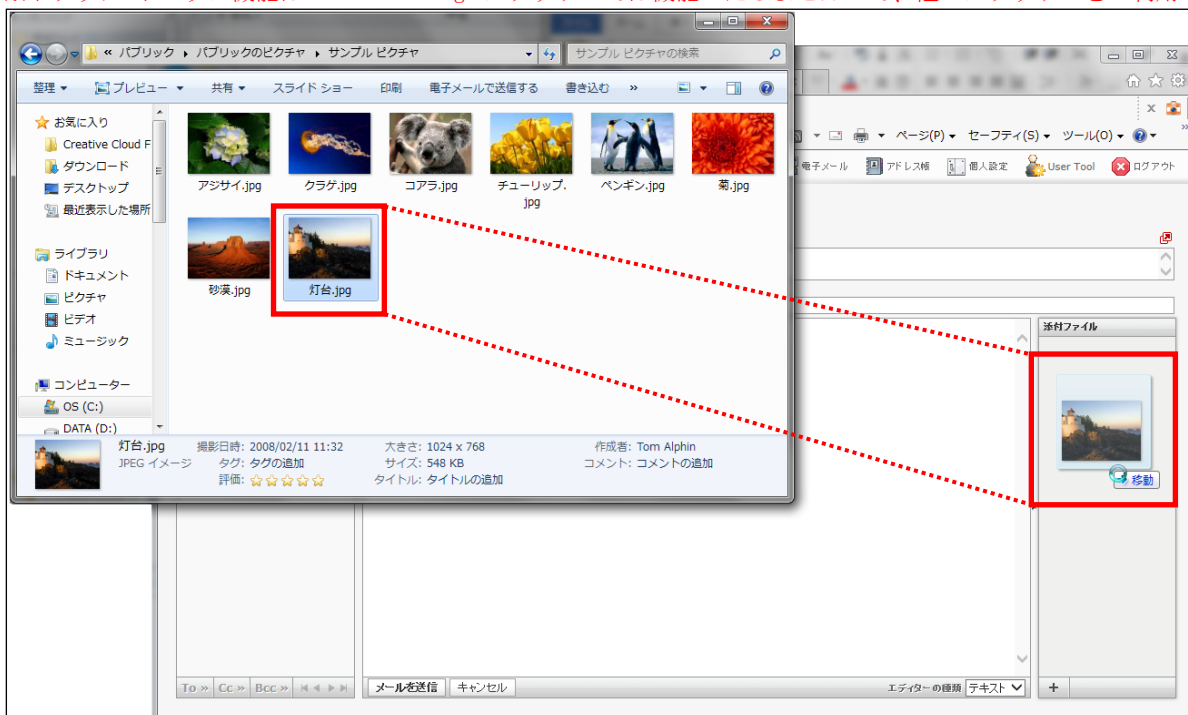 « パブリック ▸ パブリックのピクチャ ▸ サンプル ピクチャ
サンプル ピクチャの検索
整理 ▼ プレビュー ▼ 共有 ▼ スライド ショー 印刷 電子メールで送信する 書き込む »
お気に入り
Creative Cloud F
ダウンロード
デスクトップ
最近表示した場所
ライブラリ
ドキュメント
ピクチャ
ビデオ
ミュージック
コンピューター
OS (C:)
DATA (D:)
アジサイ.jpg
クラゲ.jpg
コアラ.jpg
チューリップ.
jpg
ペンギン.jpg
菊.jpg
砂漠.jpg
灯台.jpg
灯台.jpg 撮影日時: 2008/02/11 11:32 大きさ: 1024 x 768 作成者: Tom Alphin
JPEG イメージ タグ: タグの追加 サイズ: 548 KB コメント: コメントの追加
評価: タイトル: タイトルの追加
ページ(P) ▼ セーフティ(S) ▼ ツール(O) ▼
電子メール アドレス帳 個人設定 User Tool ログアウト
添付ファイル
移動
To » Cc » Bcc »
メールを送信 キャンセル
エディターの種類 テキスト
+